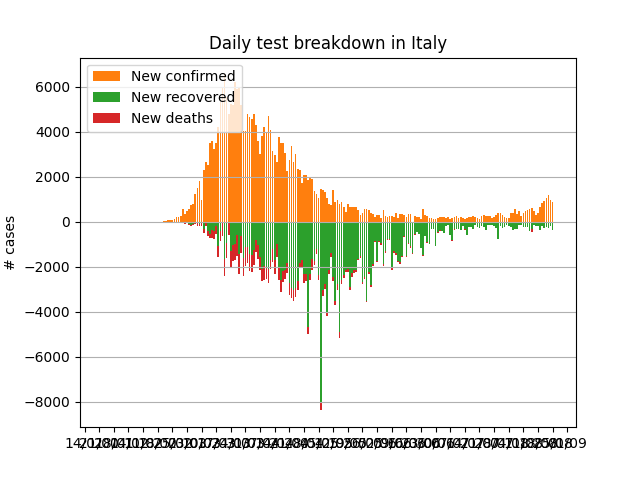 Daily test breakdown in Italy
New confirmed
New recovered
New deaths
6000
4000
2000
0
−2000
−4000
−6000
−8000
# cases